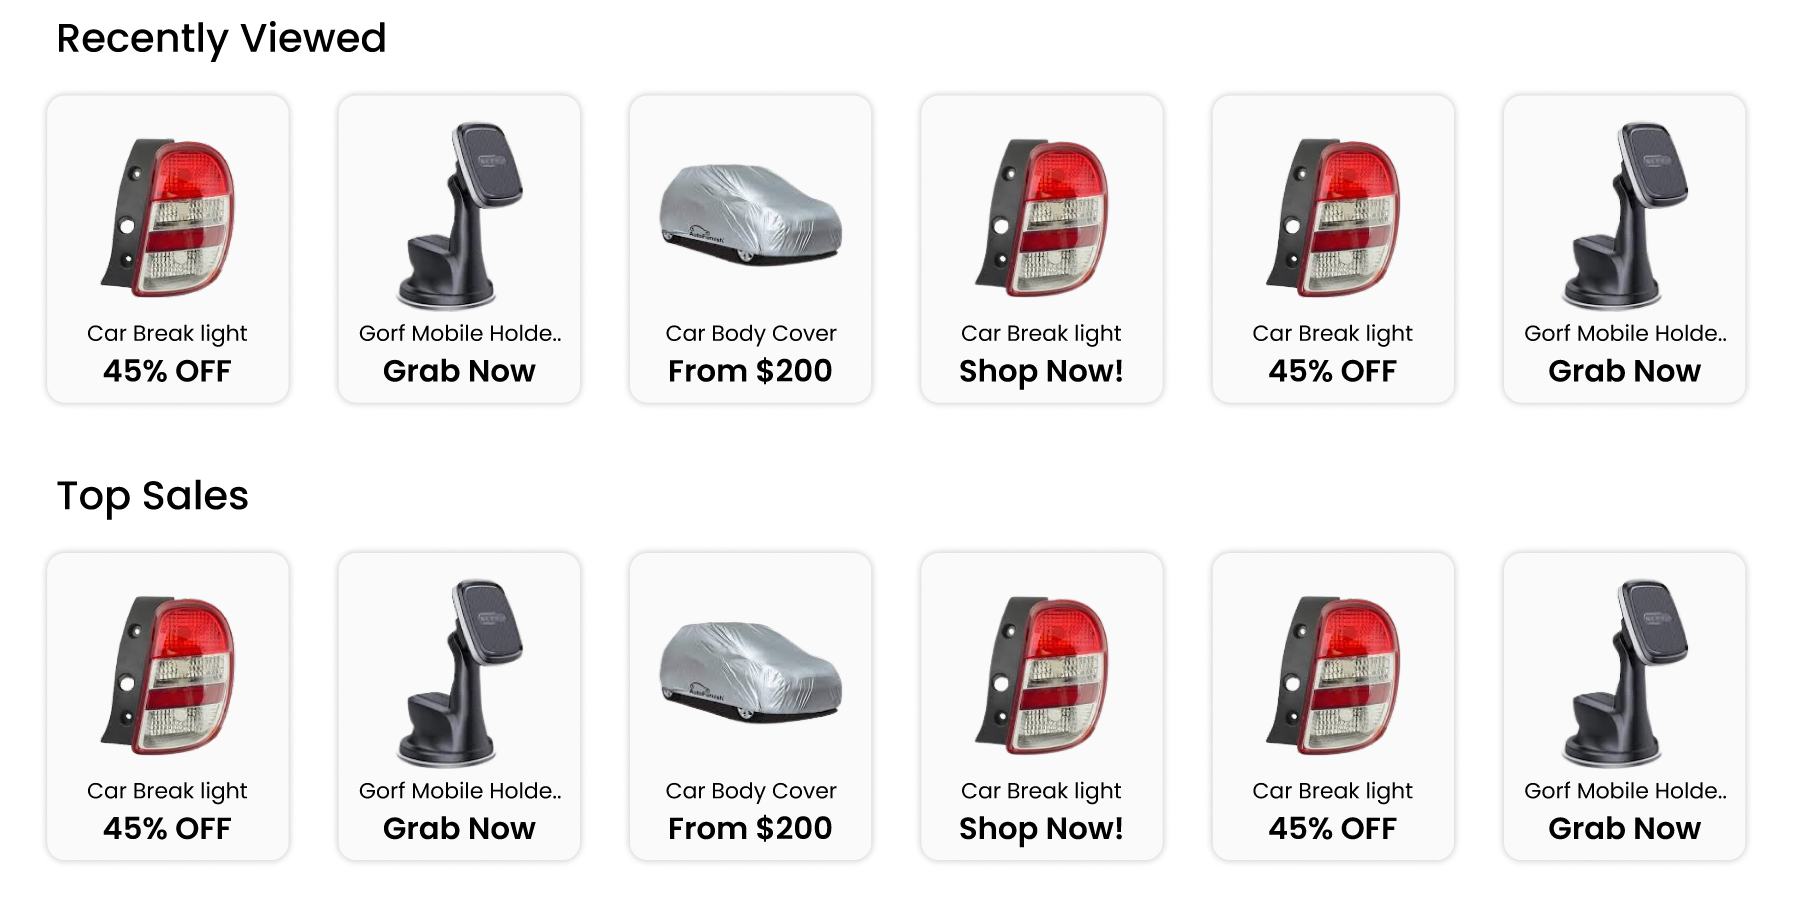 Recently Viewed
Car Break light
45% OFF
Gorf Mobile Holde..
Grab Now
AutoFurnish
Car Body Cover
From $200
Car Break light
Shop Now!
Car Break light
45% OFF
Gorf Mobile Holde..
Grab Now
Top Sales
Car Break light
45% OFF
Gorf Mobile Holde..
Grab Now
AutoFurnish
Car Body Cover
From $200
Car Break light
Shop Now!
Car Break light
45% OFF
Gorf Mobile Holde..
Grab Now